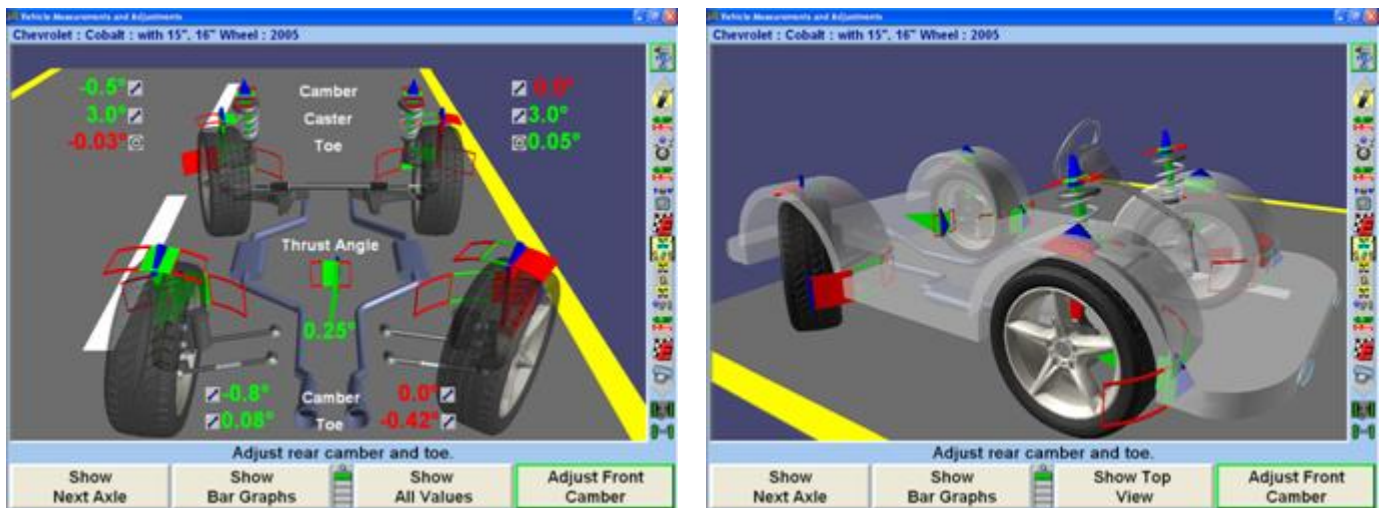 Vehicle Measurements and Adjustments
Chevrolet : Cobalt : with 15", 16" Wheel : 2005
-0.5° Camber 0.0°
3.0° Caster 3.0°
-0.03° Toe 0.05°
Thrust Angle
0.25°
-0.8° Camber 0.0°
0.08° Toe -0.42°
Adjust rear camber and toe.
Show
Next Axle
Show
Bar Graphs
Show
All Values
Adjust Front
Camber
Vehicle Measurements and Adjustments
Chevrolet : Cobalt : with 15", 16" Wheel : 2005
Adjust rear camber and toe.
Show
Next Axle
Show
Bar Graphs
Show Top
View
Adjust Front
Camber